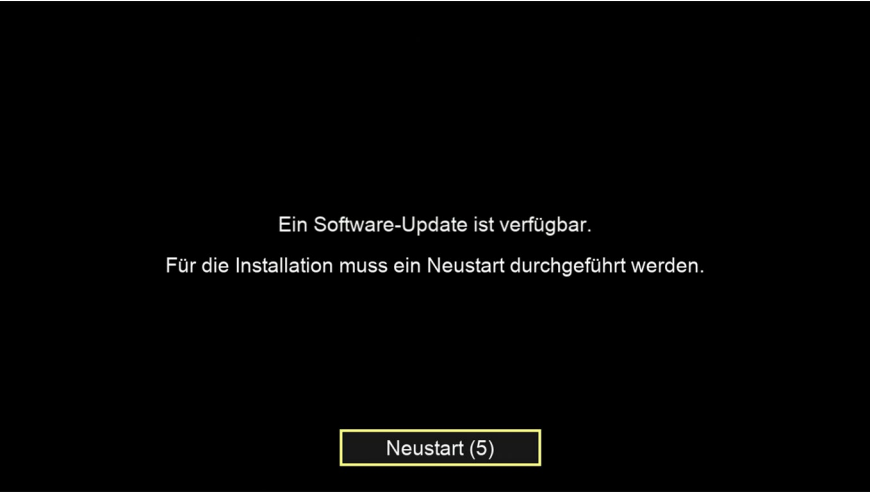 Ein Software-Update ist verfügbar.
Für die Installation muss ein Neustart durchgeführt werden.
Neustart (5)